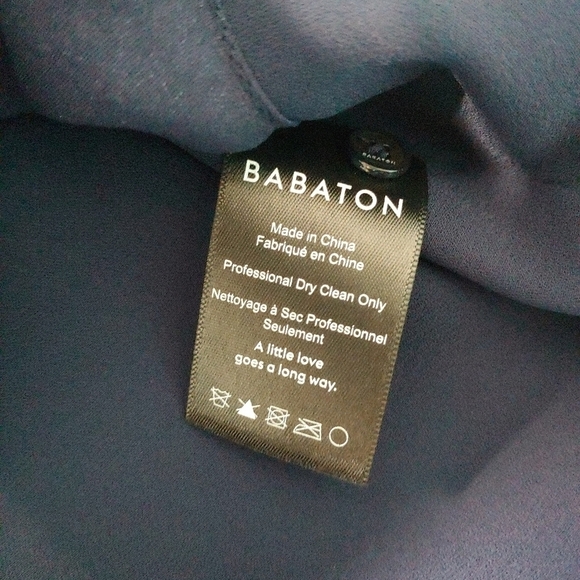 BABATON
BABATON
Made in China
Fabriqué en Chine
Professional Dry Clean Only
Nettoyage à Sec Professionnel
Seulement
A little love
goes a long way.